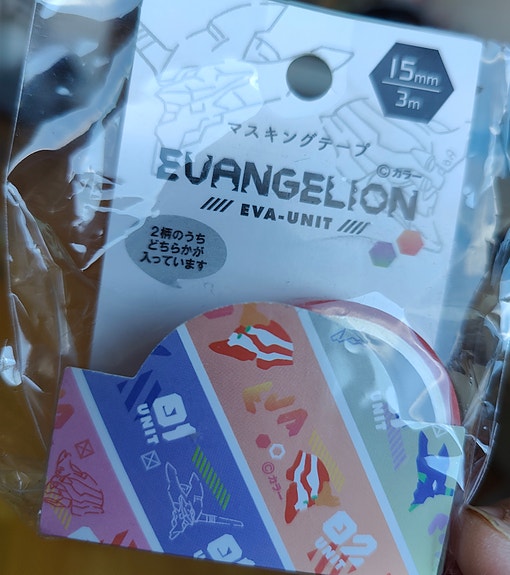 15mm
3m
マスキングテープ
©カラー
EVANGELION
EVA-UNIT
2柄のうち
どちらかが
入っています
01
UNIT
EVA
©カラー
UNIT
01
02